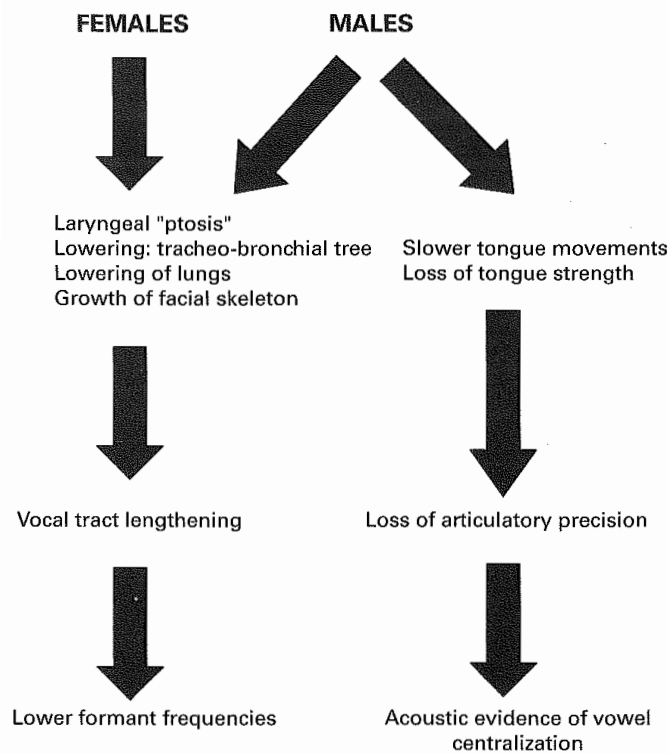 FEMALES
MALES
Laryngeal "ptosis"
Lowering: tracheo-bronchial tree
Lowering of lungs
Growth of facial skeleton
Slower tongue movements
Loss of tongue strength
Vocal tract lengthening
Loss of articulatory precision
Lower formant frequencies
Acoustic evidence of vowel
centralization